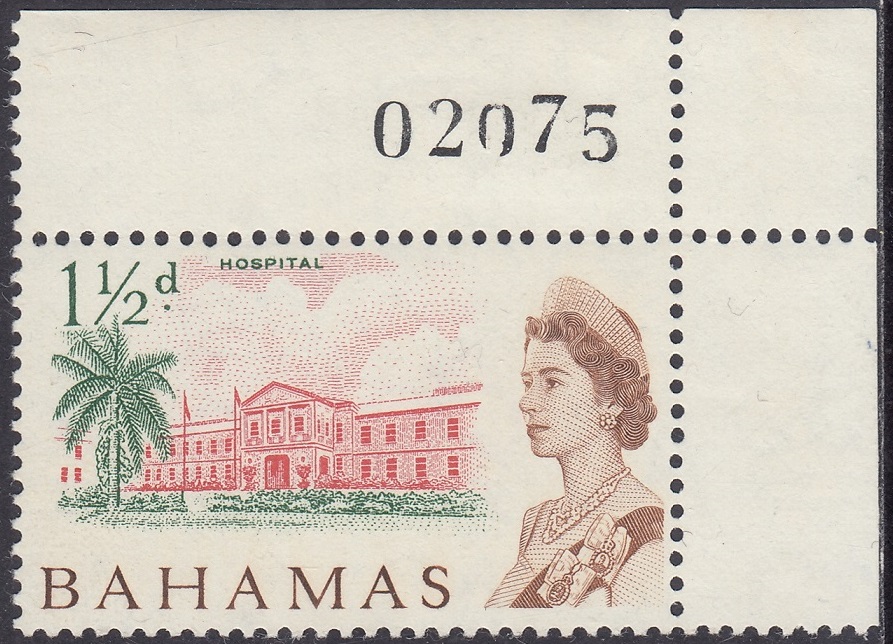 02075
1½d.
HOSPITAL
BAHAMAS